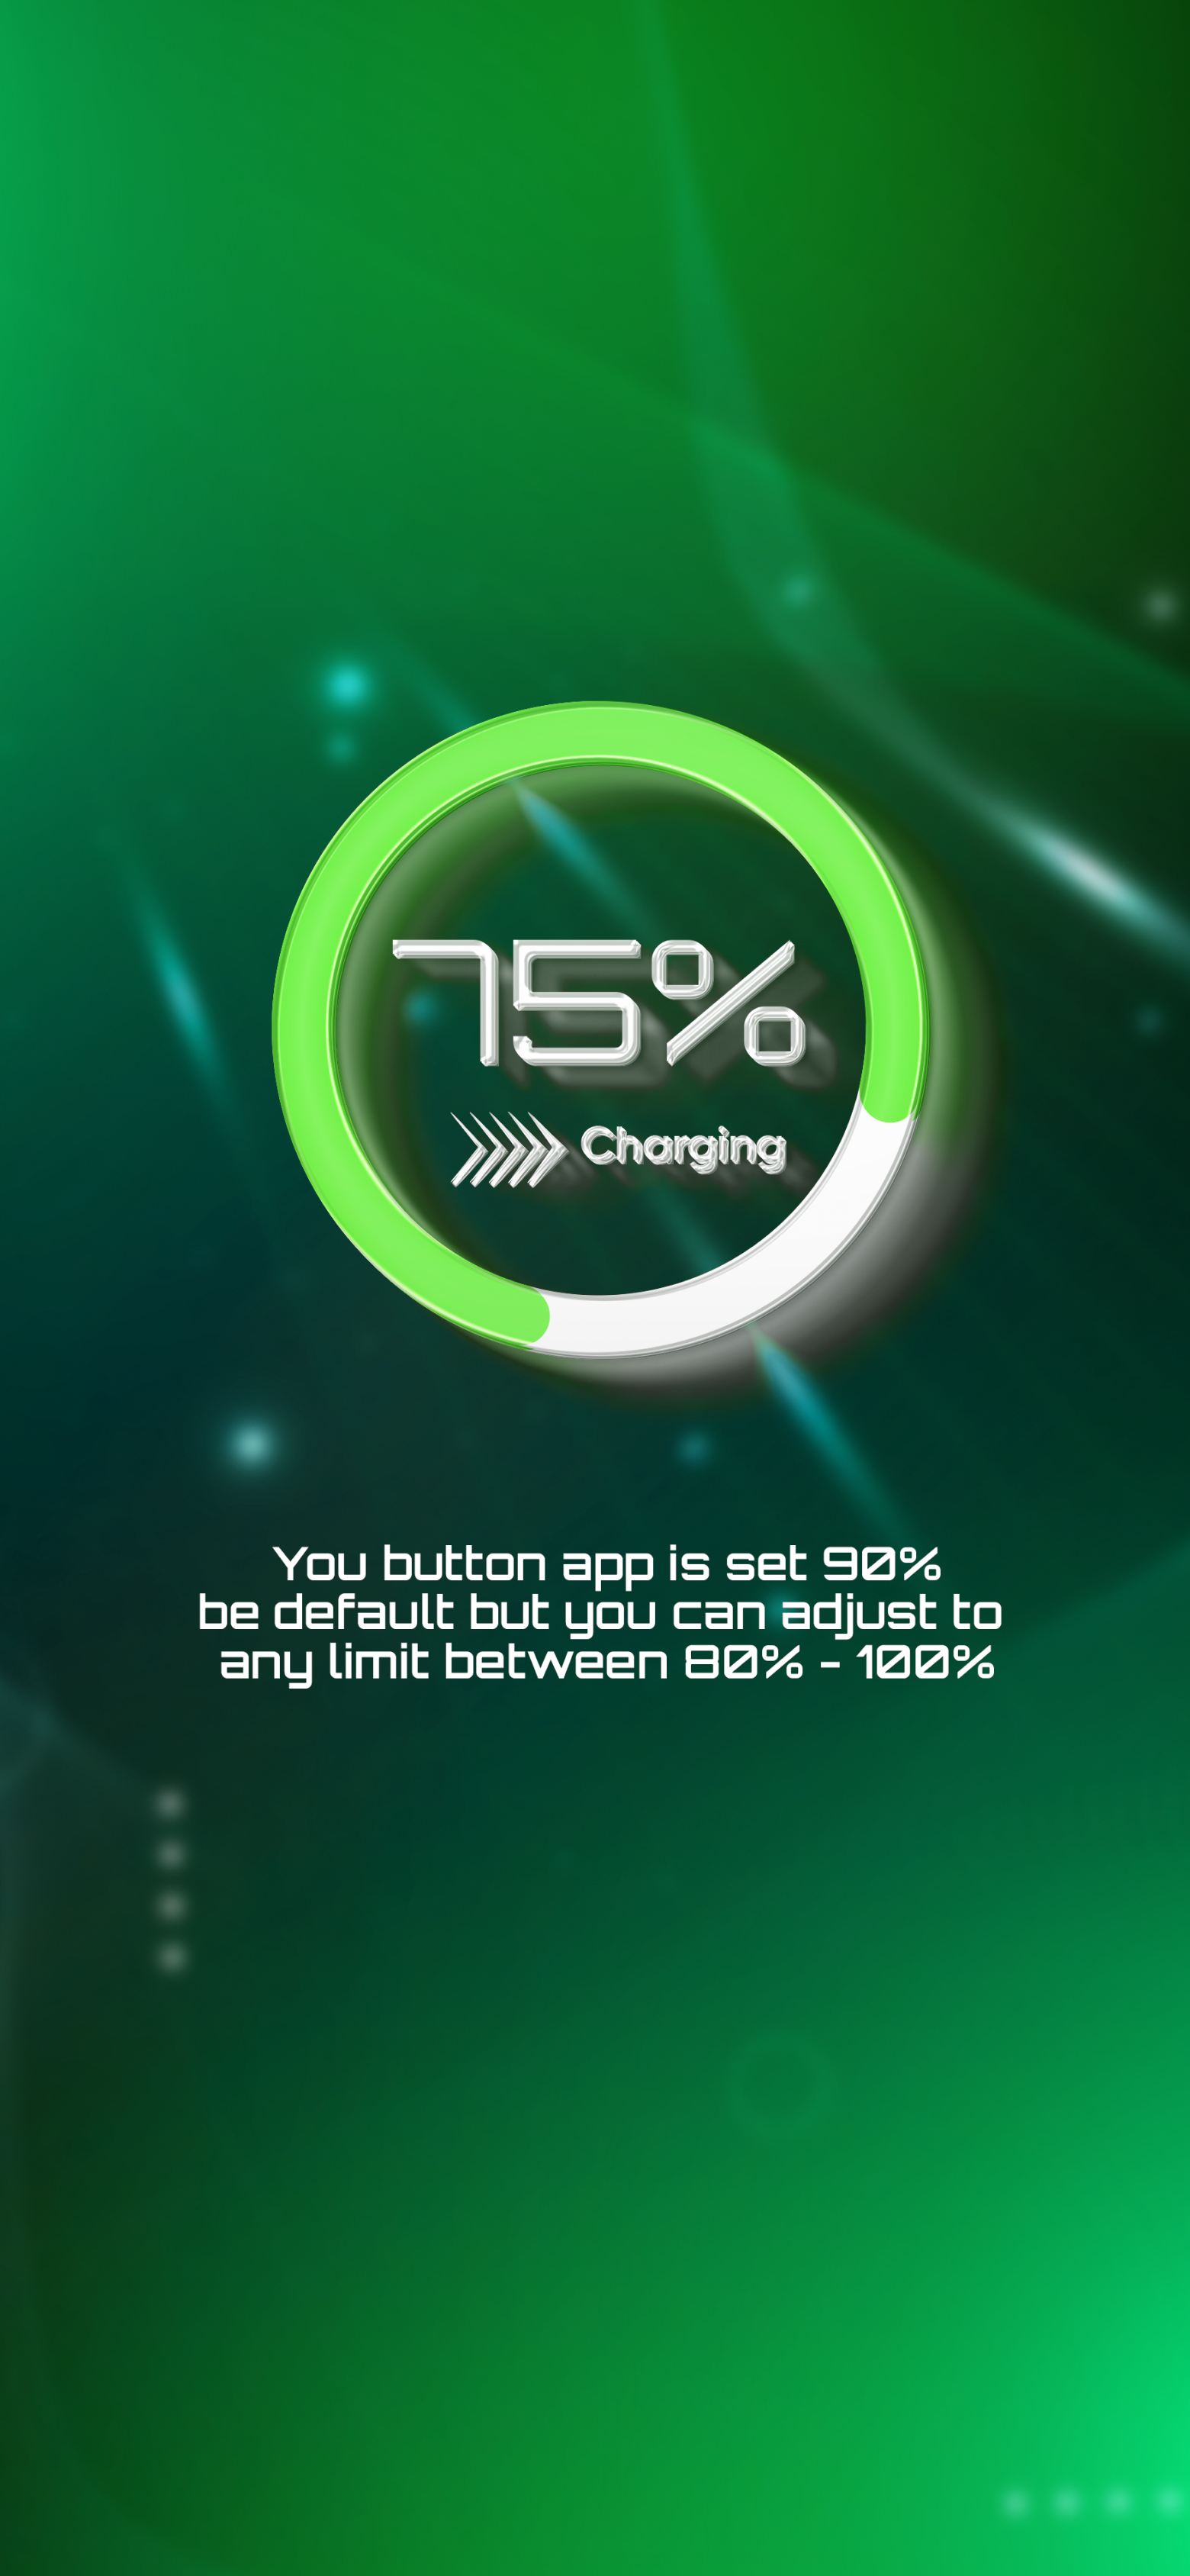 75%
Charging
You button app is set 90%
be default but you can adjust to
any limit between 80% - 100%